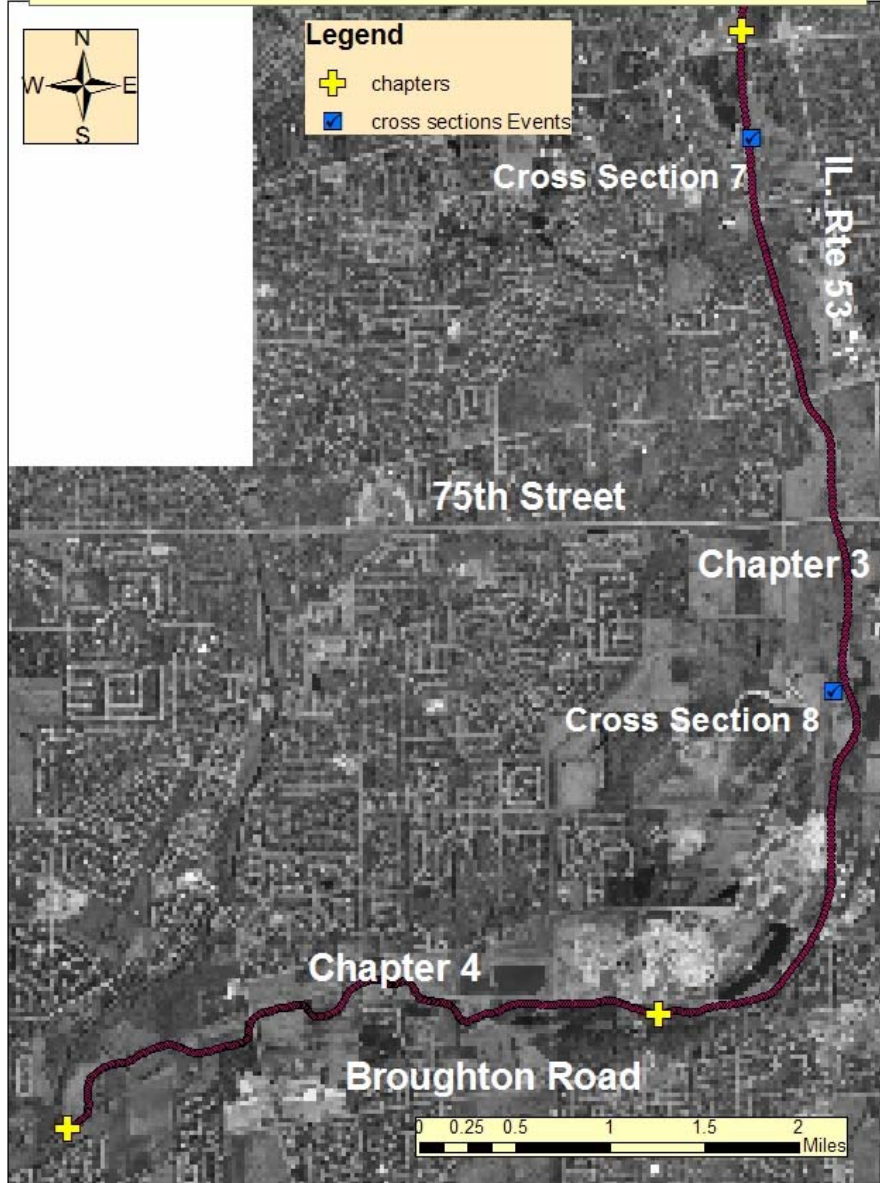 N
W E
S
Legend
chapters
cross sections Events
Cross Section 7
IL. Rte 53
75th Street
Chapter 3
Cross Section 8
Chapter 4
Broughton Road
0 0.25 0.5 1 1.5 2
Miles